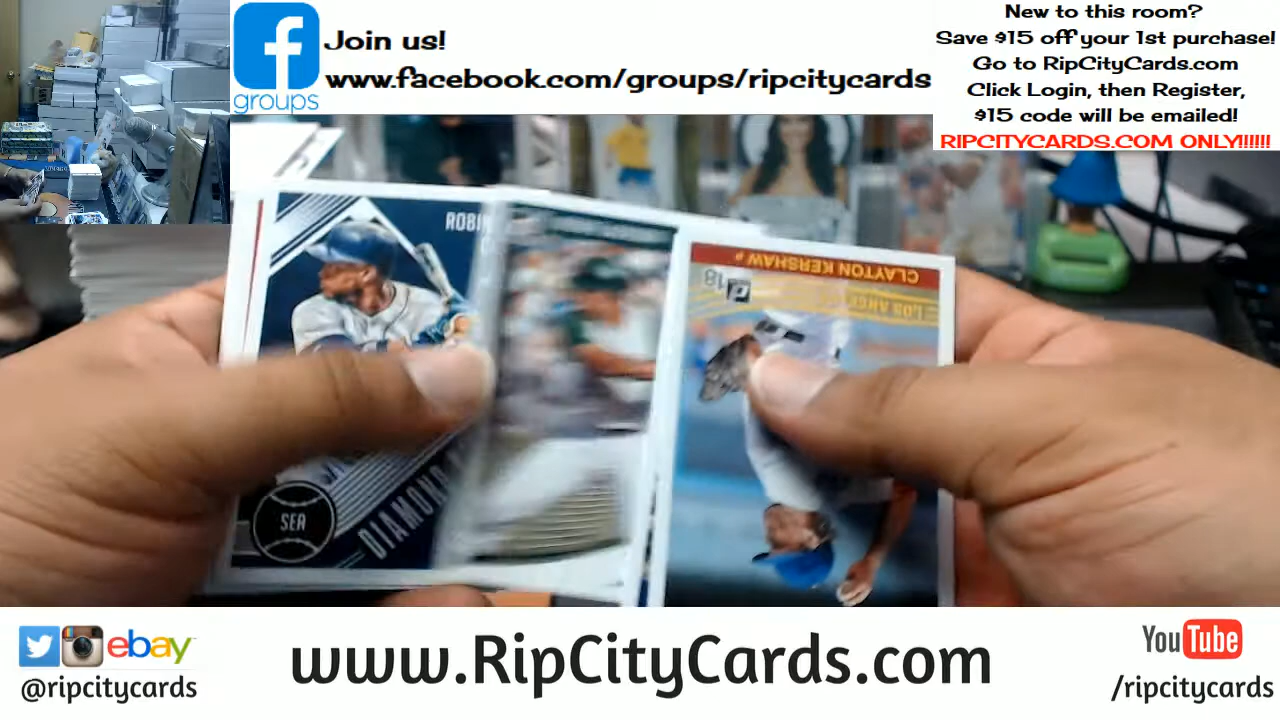 Join us!
www.facebook.com/groups/ripcitycards
groups
New to this room?
Save $15 off your 1st purchase!
Go to RipCityCards.com
Click Login, then Register,
$15 code will be emailed!
RIPCITYCARDS.COM ONLY!!!!!!
ROBIN
SEA
DIAMOND
CLAYTON KERSHAW P
18
LOS ANGE
ebay
@ripcitycards
www.RipCityCards.com
YouTube
/ripcitycards